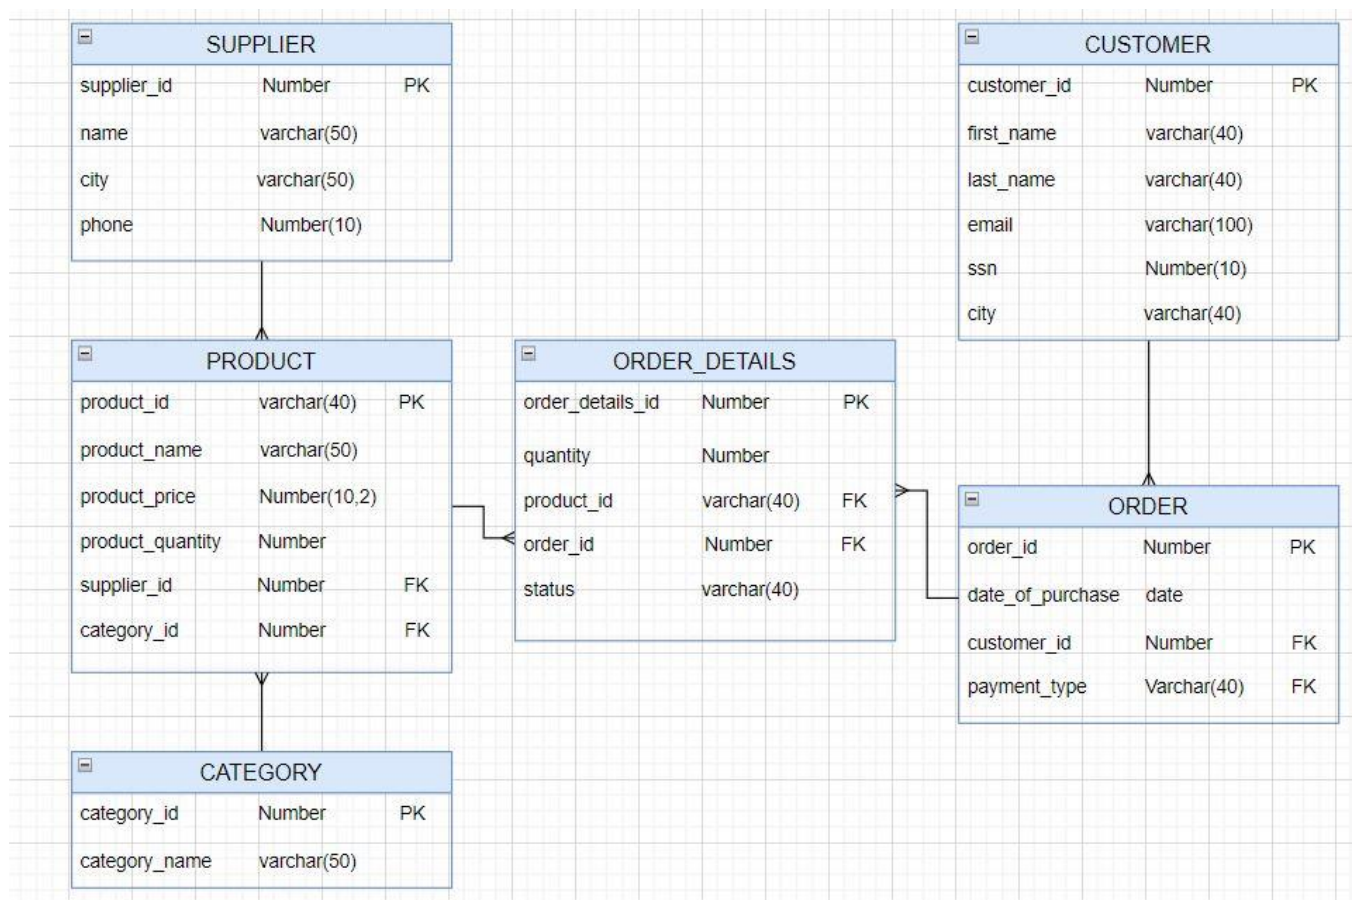 SUPPLIER
supplier_id Number PK
name varchar(50)
city varchar(50)
phone Number(10)
CUSTOMER
customer_id Number PK
first_name varchar(40)
last_name varchar(40)
email varchar(100)
ssn Number(10)
city varchar(40)
PRODUCT
product_id varchar(40) PK
product_name varchar(50)
product_price Number(10,2)
product_quantity Number
supplier_id Number FK
category_id Number FK
ORDER_DETAILS
order_details_id Number PK
quantity Number
product_id varchar(40) FK
order_id Number FK
status varchar(40)
ORDER
order_id Number PK
date_of_purchase date
customer_id Number FK
payment_type Varchar(40) FK
CATEGORY
category_id Number PK
category_name varchar(50)